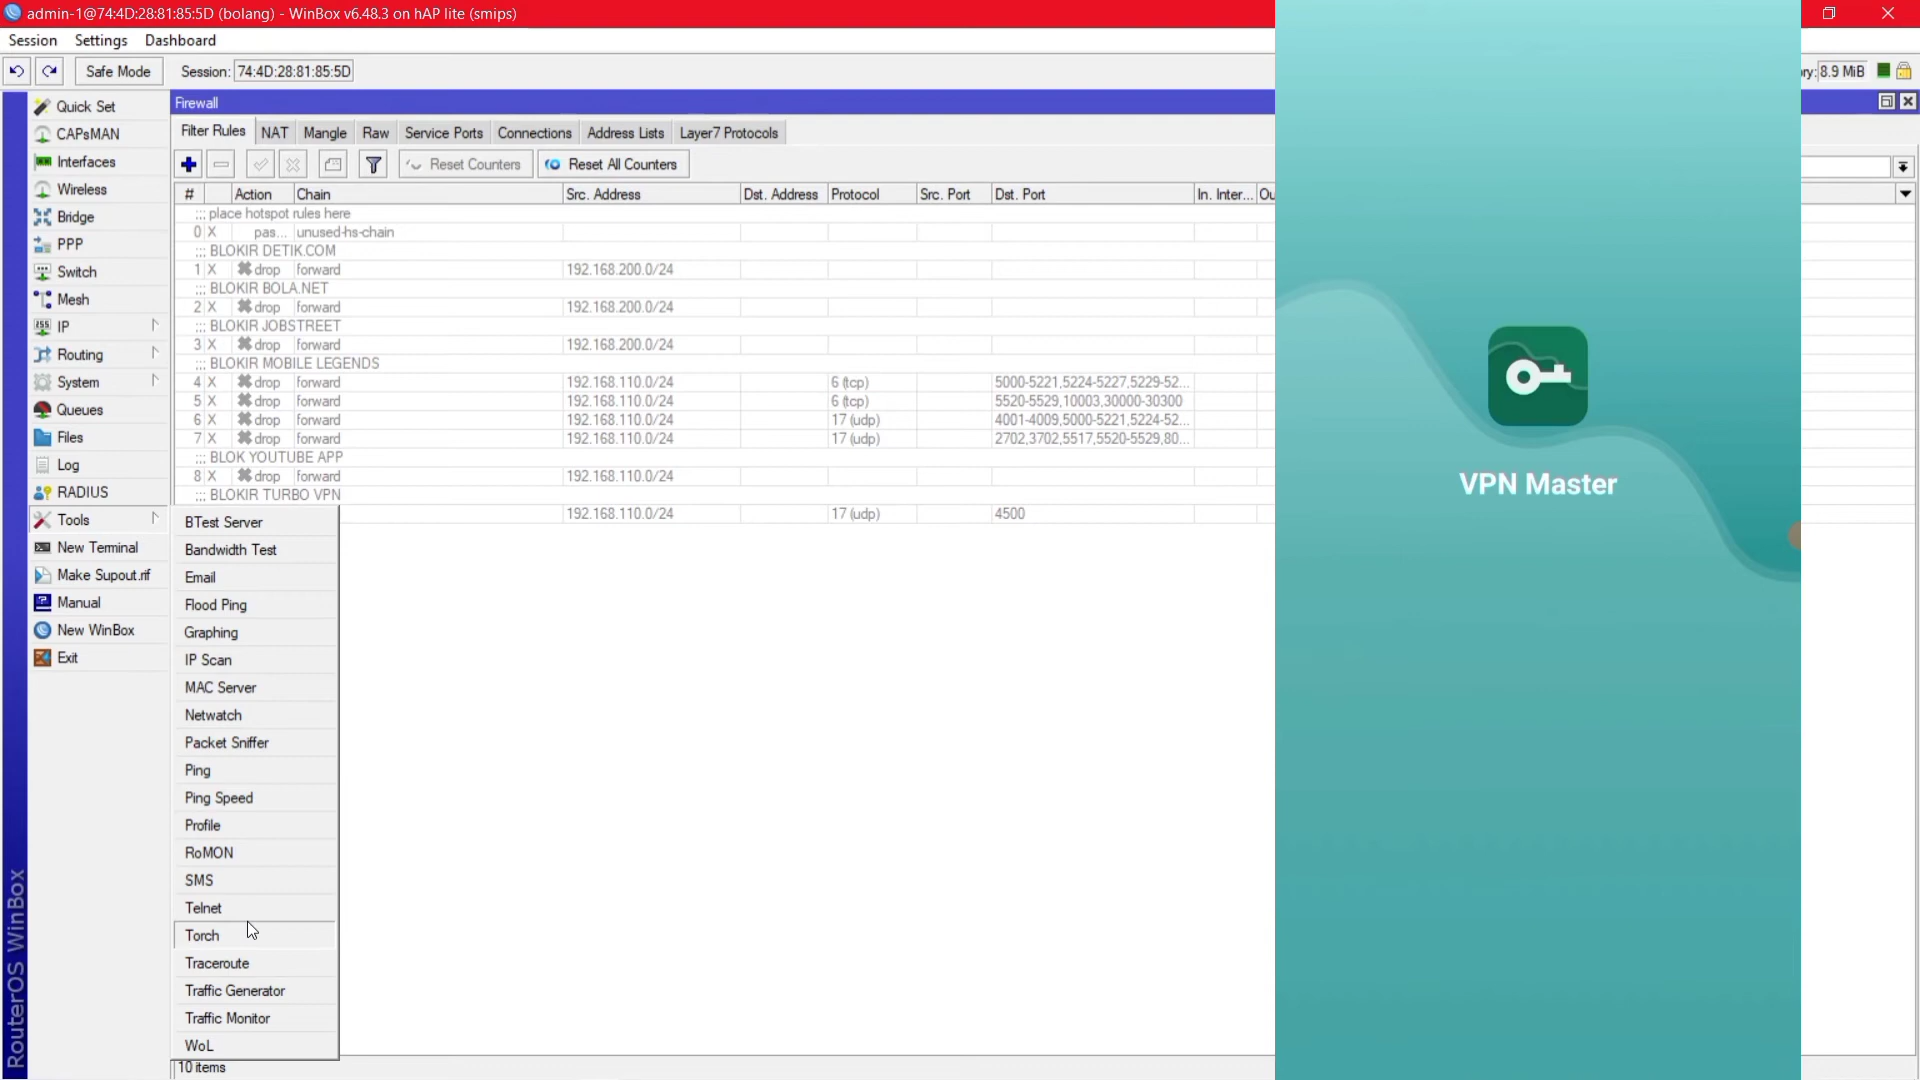 admin-1@74:4D:28:81:85:5D (bolang) - WinBox v6.48.3 on hAP lite (smips)
Session Settings Dashboard
Safe Mode Session: 74:4D:28:81:85:5D
ry: 8.9 MiB
Quick Set
CAPsMAN
Interfaces
Wireless
Bridge
PPP
Switch
Mesh
IP
Routing
System
Queues
Files
Log
RADIUS
Tools
New Terminal
Make Supout.rif
Manual
New WinBox
Exit
RouterOS WinBox
Firewall
Filter Rules NAT Mangle Raw Service Ports Connections Address Lists Layer7 Protocols
Reset Counters Reset All Counters
# Action Chain Src. Address Dst. Address Protocol Src. Port Dst. Port In. Inter... Ou
::: place hotspot rules here
0 X pas... unused-hs-chain
::: BLOKIR DETIK.COM
1 X drop forward 192.168.200.0/24
::: BLOKIR BOLA.NET
2 X drop forward 192.168.200.0/24
::: BLOKIR JOBSTREET
3 X drop forward 192.168.200.0/24
::: BLOKIR MOBILE LEGENDS
4 X drop forward 192.168.110.0/24 6 (tcp) 5000-5221,5224-5227,5229-52...
5 X drop forward 192.168.110.0/24 6 (tcp) 5520-5529,10003,30000-30300
6 X drop forward 192.168.110.0/24 17 (udp) 4001-4009,5000-5221,5224-52...
7 X drop forward 192.168.110.0/24 17 (udp) 2702,3702,5517,5520-5529,80...
::: BLOK YOUTUBE APP
8 X drop forward 192.168.110.0/24
::: BLOKIR TURBO VPN
192.168.110.0/24 17 (udp) 4500
BTest Server
Bandwidth Test
Email
Flood Ping
Graphing
IP Scan
MAC Server
Netwatch
Packet Sniffer
Ping
Ping Speed
Profile
RoMON
SMS
Telnet
Torch
Traceroute
Traffic Generator
Traffic Monitor
WoL
10 items
VPN Master